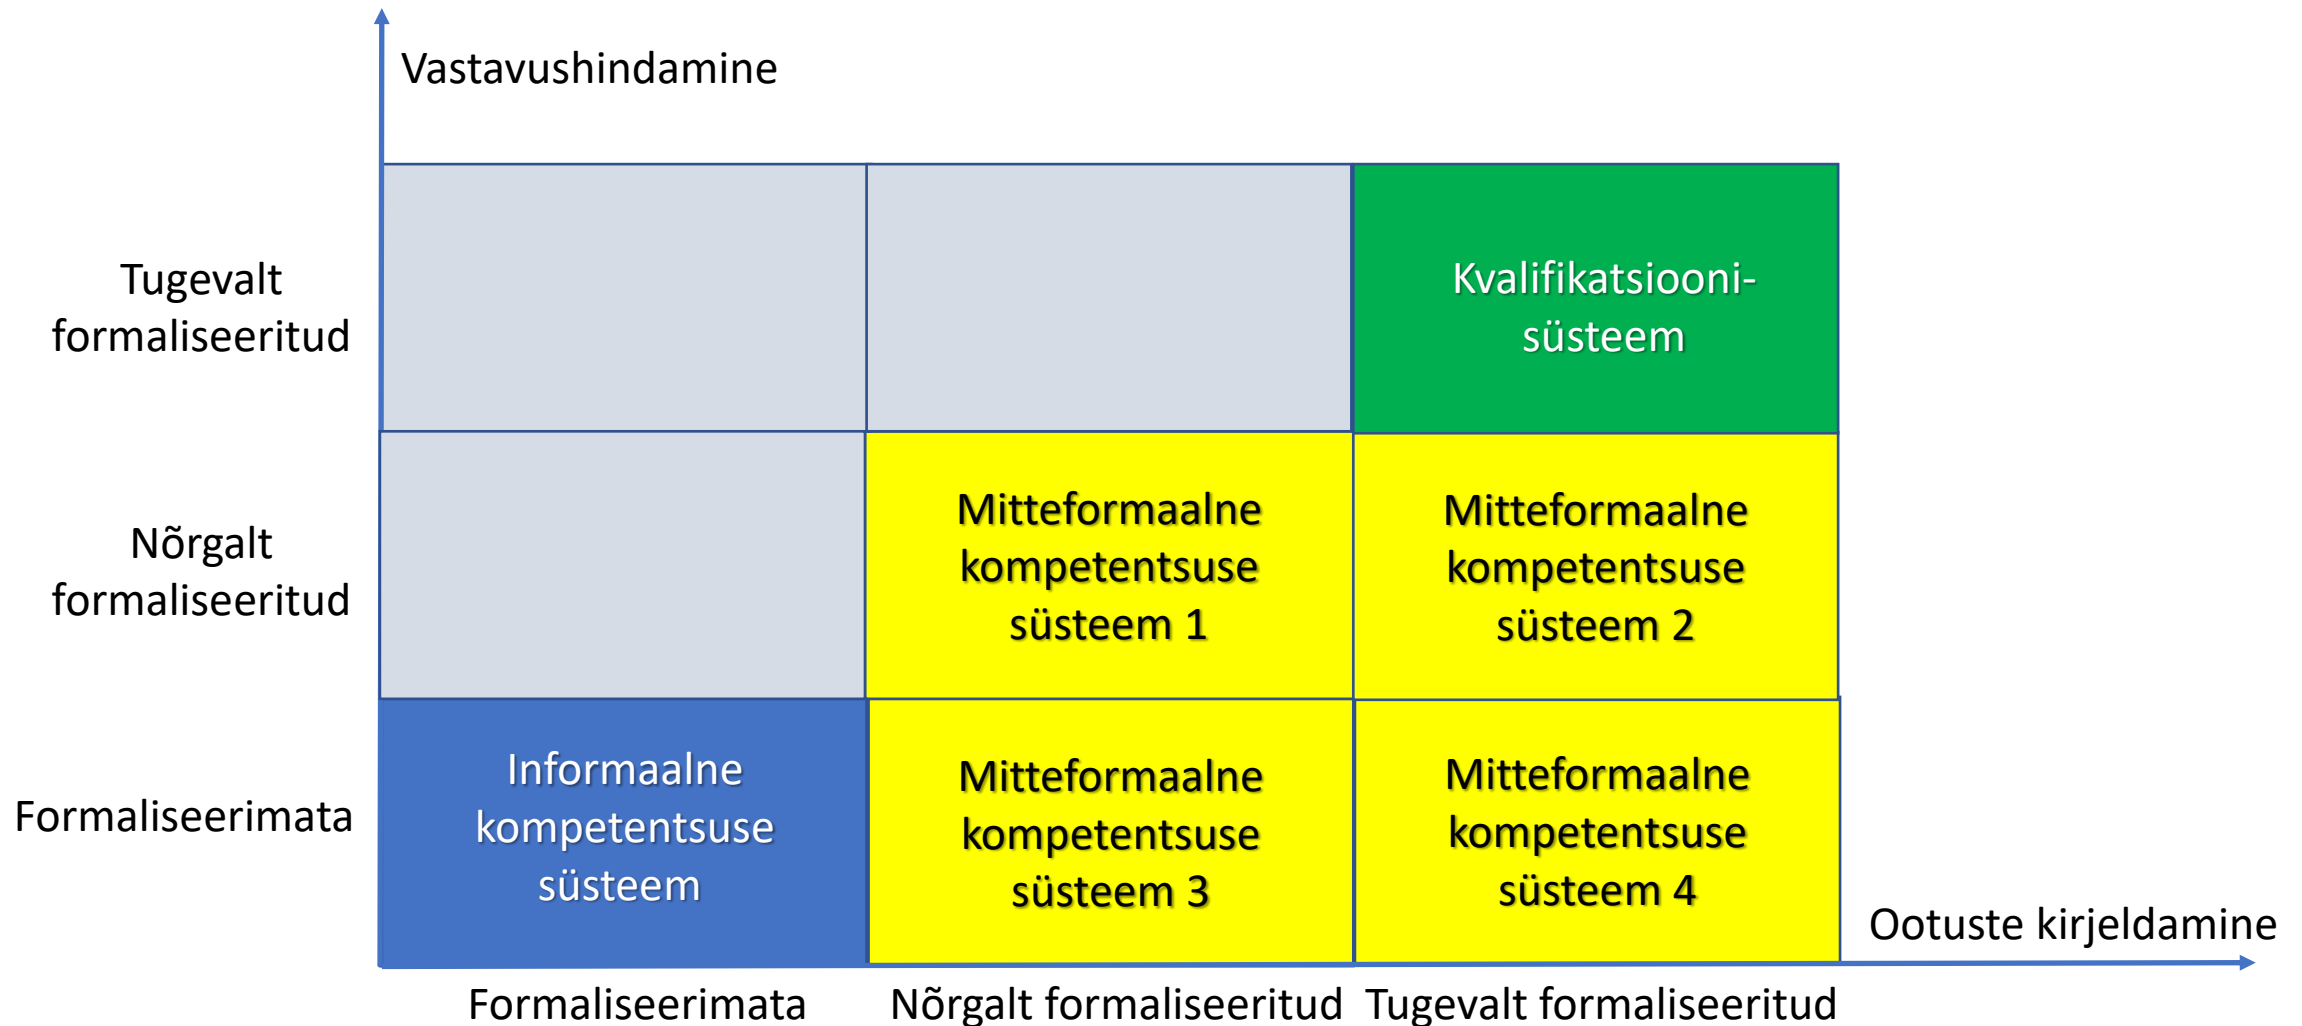 Vastavushindamine
Tugevalt
formaliseeritud
Kvalifikatsiooni-
süsteem
Nõrgalt
formaliseeritud
Mitteformaalne
kompetentsuse
süsteem 1
Mitteformaalne
kompetentsuse
süsteem 2
Formaliseerimata
Informaalne
kompetentsuse
süsteem
Mitteformaalne
kompetentsuse
süsteem 3
Mitteformaalne
kompetentsuse
süsteem 4
Ootuste kirjeldamine
Formaliseerimata
Nõrgalt formaliseeritud
Tugevalt formaliseeritud